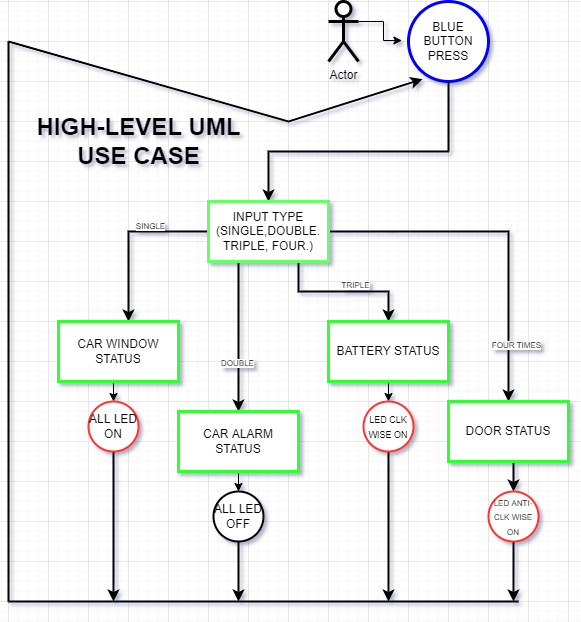 BLUE
BUTTON
PRESS
Actor
HIGH-LEVEL UML
USE CASE
INPUT TYPE
(SINGLE,DOUBLE.
TRIPLE, FOUR.)
SINGLE
TRIPLE
FOUR TIMES
DOUBLE
CAR WINDOW
STATUS
BATTERY STATUS
ALL LED
ON
CAR ALARM
STATUS
LED CLK
WISE ON
DOOR STATUS
ALL LED
OFF
LED ANTI-
CLK WISE
ON